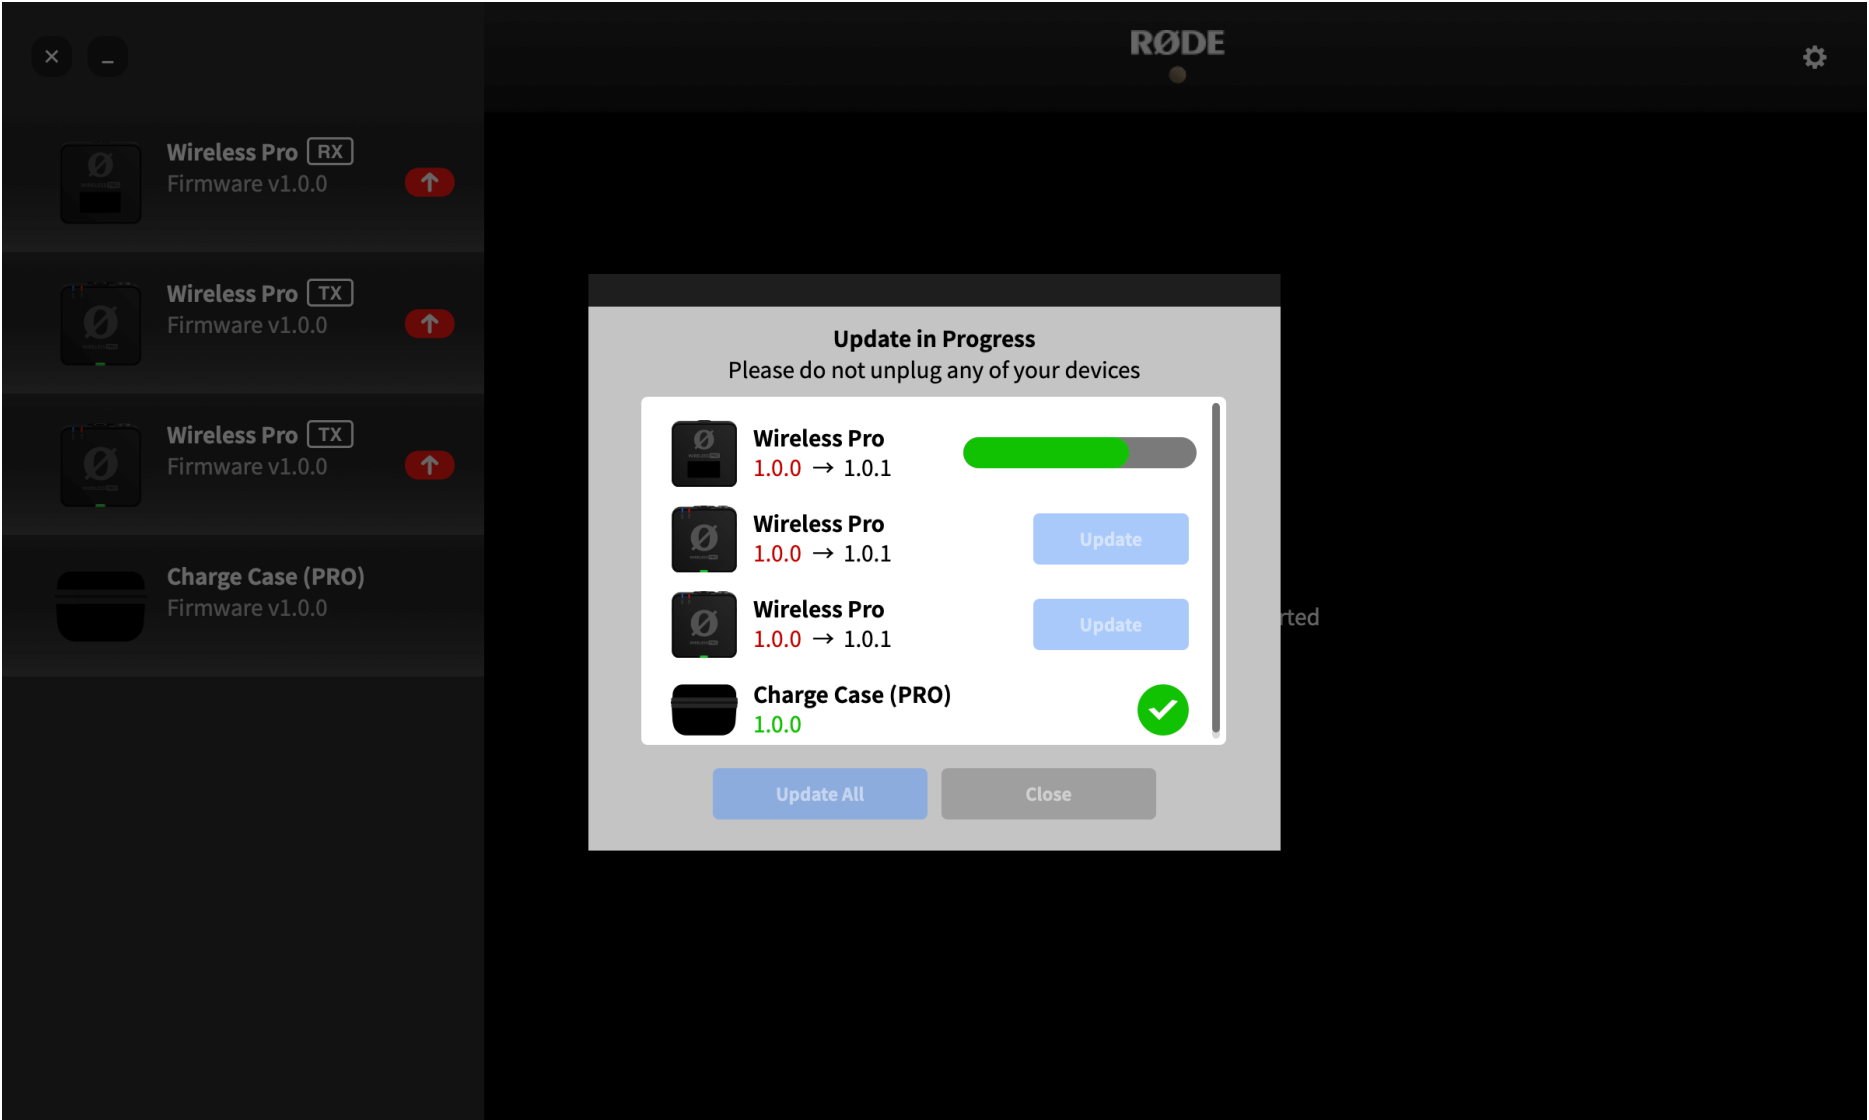 RØDE
Wireless Pro RX
Firmware v1.0.0
Wireless Pro TX
Firmware v1.0.0
Wireless Pro TX
Firmware v1.0.0
Charge Case (PRO)
Firmware v1.0.0
Update in Progress
Please do not unplug any of your devices
Wireless Pro
1.0.0 → 1.0.1
Wireless Pro
1.0.0 → 1.0.1
Update
Wireless Pro
1.0.0 → 1.0.1
Update
Charge Case (PRO)
1.0.0
Update All
Close
rted